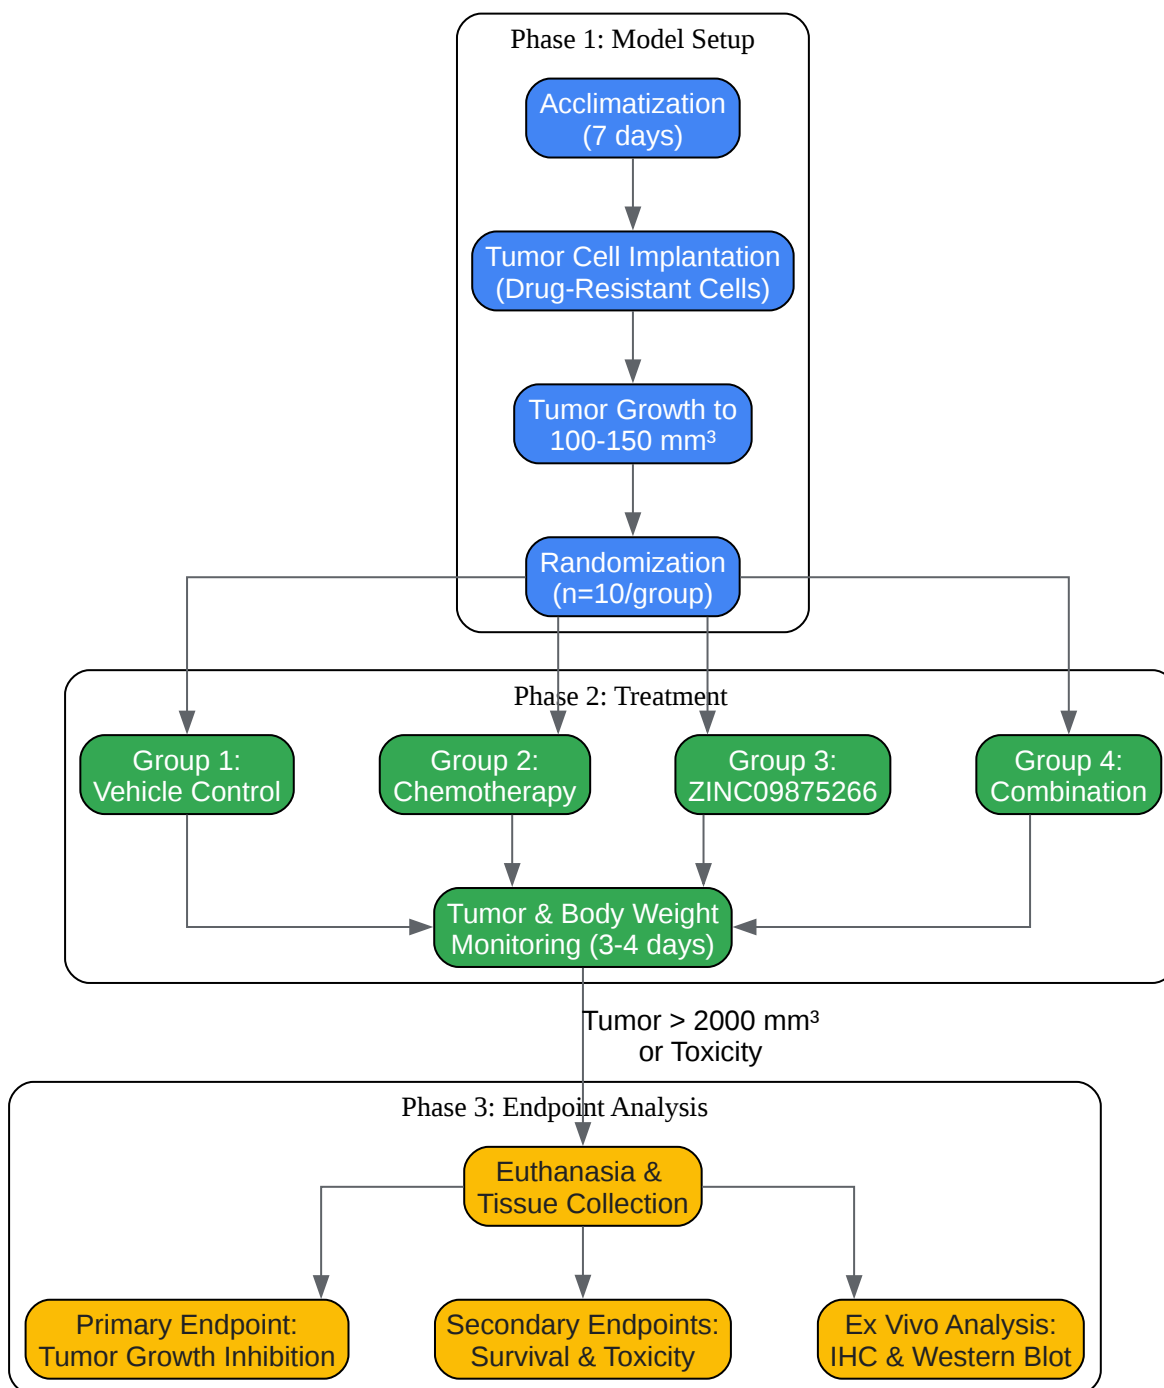 Phase 1: Model Setup
Acclimatization
(7 days)
Tumor Cell Implantation
(Drug-Resistant Cells)
Tumor Growth to
100-150 mm³
Randomization
(n=10/group)
Phase 2: Treatment
Group 1:
Vehicle Control
Group 2:
Chemotherapy
Group 3:
ZINC09875266
Group 4:
Combination
Tumor & Body Weight
Monitoring (3-4 days)
Tumor > 2000 mm³
or Toxicity
Phase 3: Endpoint Analysis
Euthanasia &
Tissue Collection
Primary Endpoint:
Tumor Growth Inhibition
Secondary Endpoints:
Survival & Toxicity
Ex Vivo Analysis:
IHC & Western Blot